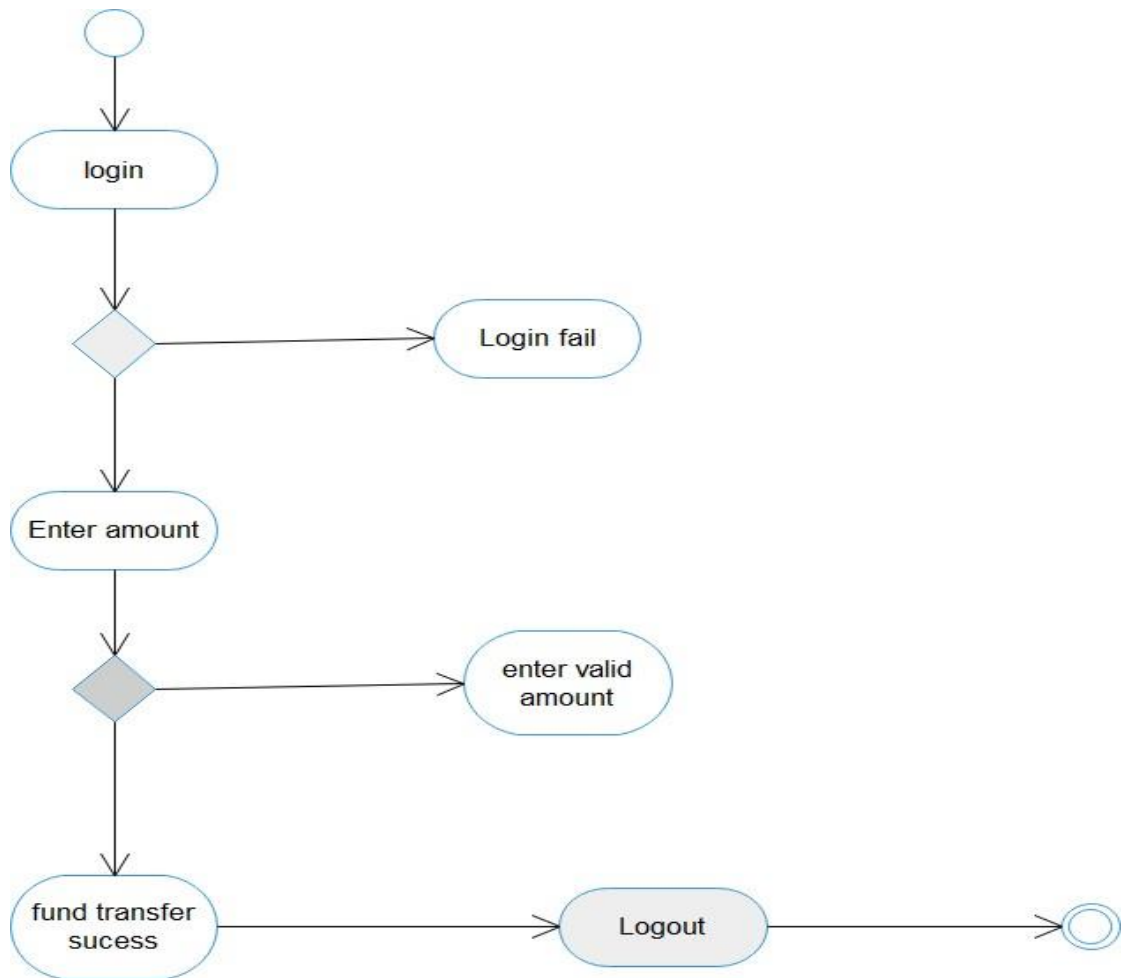 login
Login fail
Enter amount
enter valid
amount
fund transfer
sucess
Logout